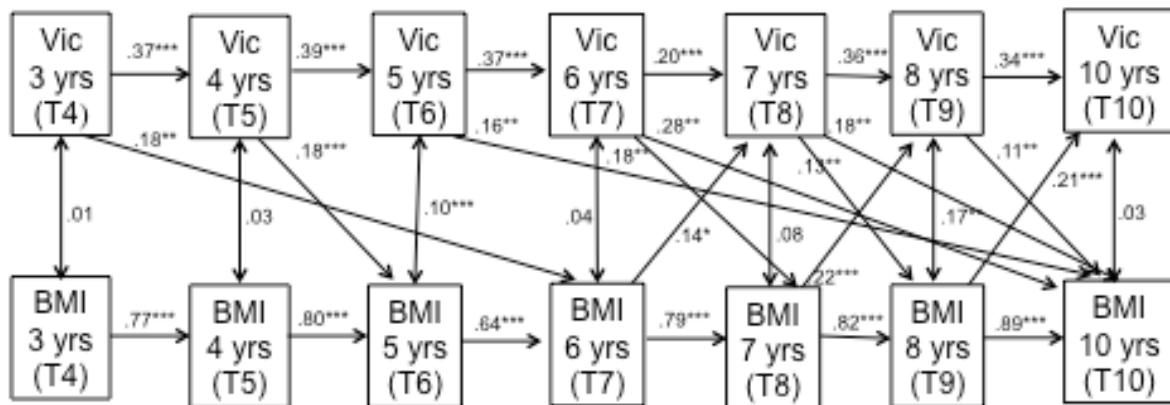 Vic
3 yrs
(T4)
.37***
Vic
4 yrs
(T5)
.39***
Vic
5 yrs
(T6)
.37***
Vic
6 yrs
(T7)
.20***
Vic
7 yrs
(T8)
.36***
Vic
8 yrs
(T9)
.34***
Vic
10 yrs
(T10)
.18**
.18***
.16**
.18**
.28**
.13**
.18**
.11**
.21***
.01
.03
.10***
.04
.14*
.08
.22***
.17**
.03
BMI
3 yrs
(T4)
.77***
BMI
4 yrs
(T5)
.80***
BMI
5 yrs
(T6)
.64***
BMI
6 yrs
(T7)
.79***
BMI
7 yrs
(T8)
.82***
BMI
8 yrs
(T9)
.89***
BMI
10 yrs
(T10)